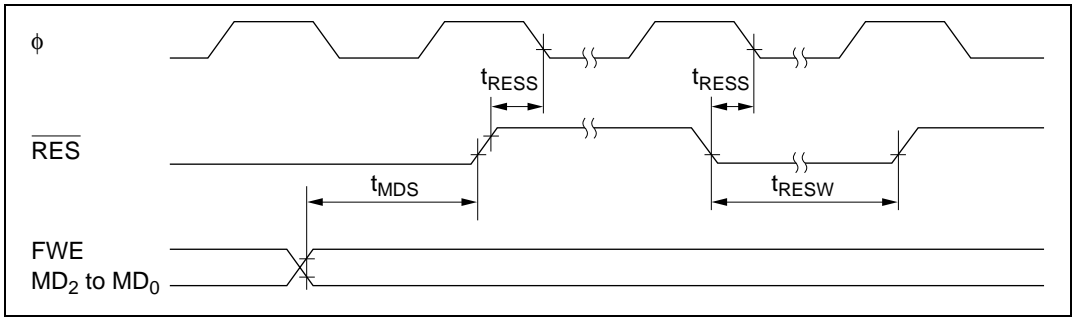 ϕ
tRESS
tRESS
RES
tMDS
tRESW
FWE
MD2 to MD0